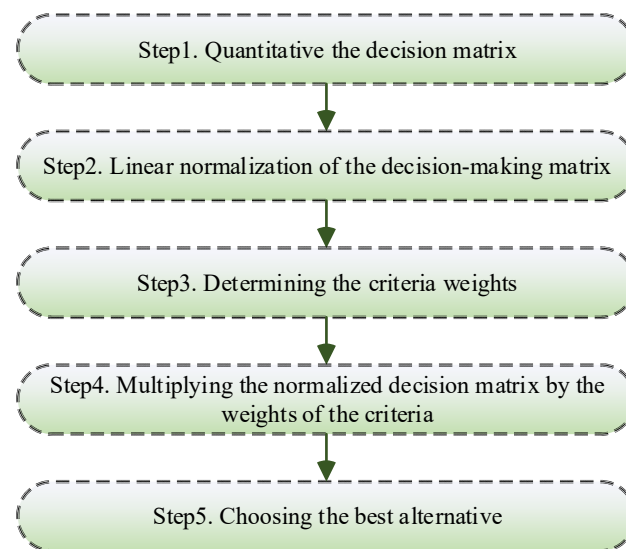 Step1. Quantitative the decision matrix
Step2. Linear normalization of the decision-making matrix
Step3. Determining the criteria weights
Step4. Multiplying the normalized decision matrix by the
weights of the criteria
Step5. Choosing the best alternative